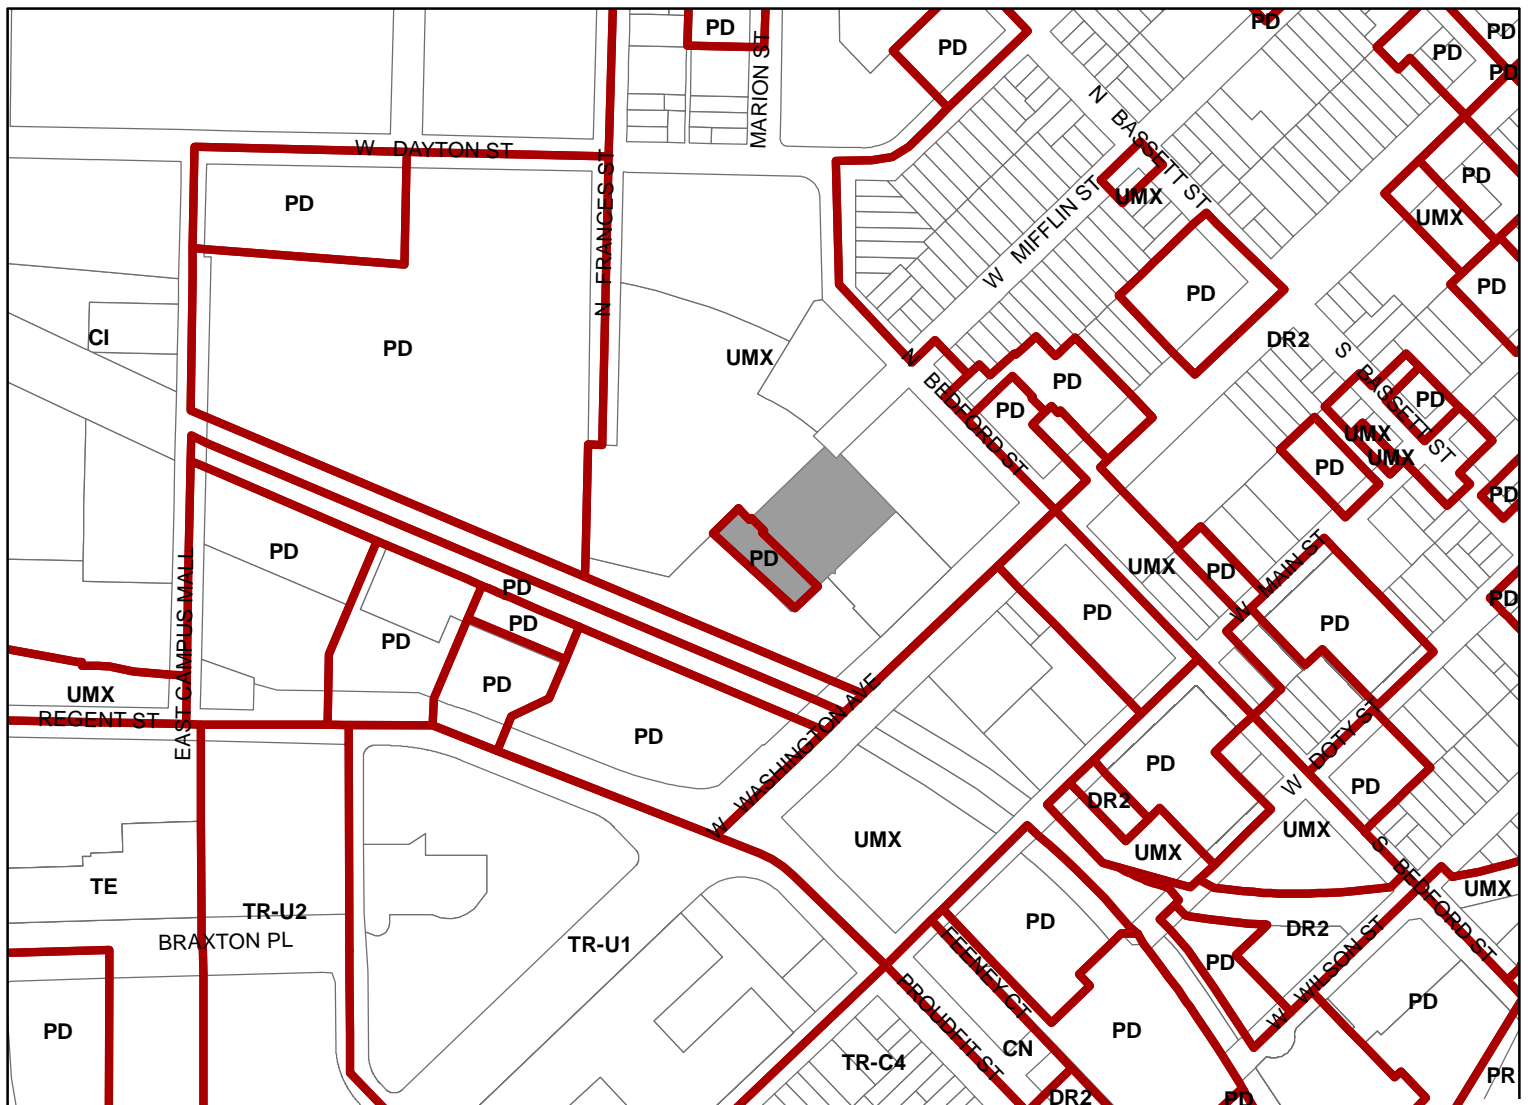 PD
PD
PD
PD
PD
PD
MARION ST
N BASSETT ST
W DAYTON ST
PD
UMX
PD
UMX
W MIFFLIN ST
N FRANCES ST
PD
PD
CI
PD
UMX
DR2
S BASSETT ST
N BEDFORD ST
PD
PD
PD
UMX
UMX
PD
PD
PD
PD
PD
UMX
PD
W MAIN ST
PD
PD
PD
PD
PD
EAST CAMPUS MALL
PD
PD
UMX
REGENT ST
PD
W WASHINGTON AVE
W DOTY ST
PD
PD
DR2
UMX
UMX
UMX
S BEDFORD ST
TE
UMX
TR-U2
BRAXTON PL
TR-U1
PD
DR2
FEENEY CT
PD
W WILSON ST
PROUDFIT ST
PD
PD
PD
CN
TR-C4
PR
DR2
PD